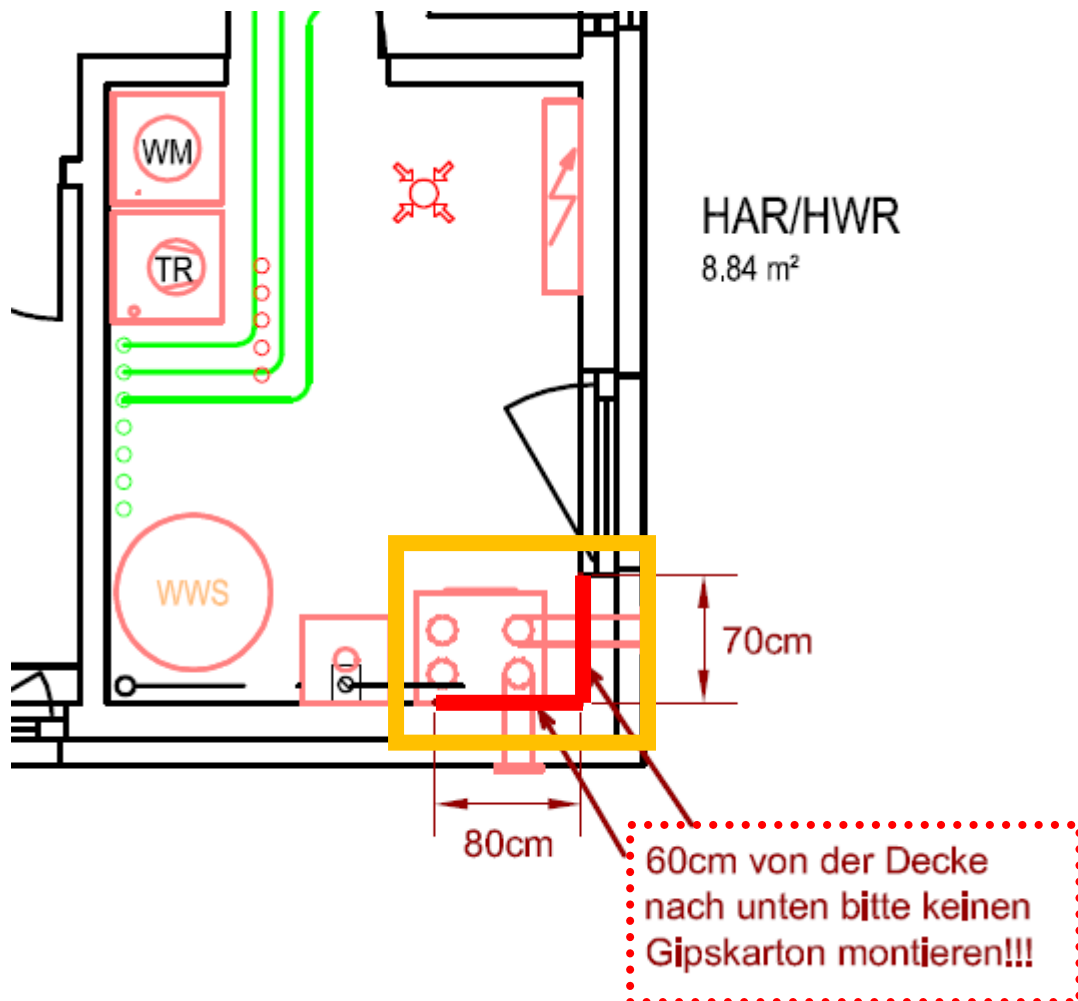 WM
HAR/HWR
8.84 m²
TR
WWS
70cm
80cm
60cm von der Decke
nach unten bitte keinen
Gipskarton montieren!!!